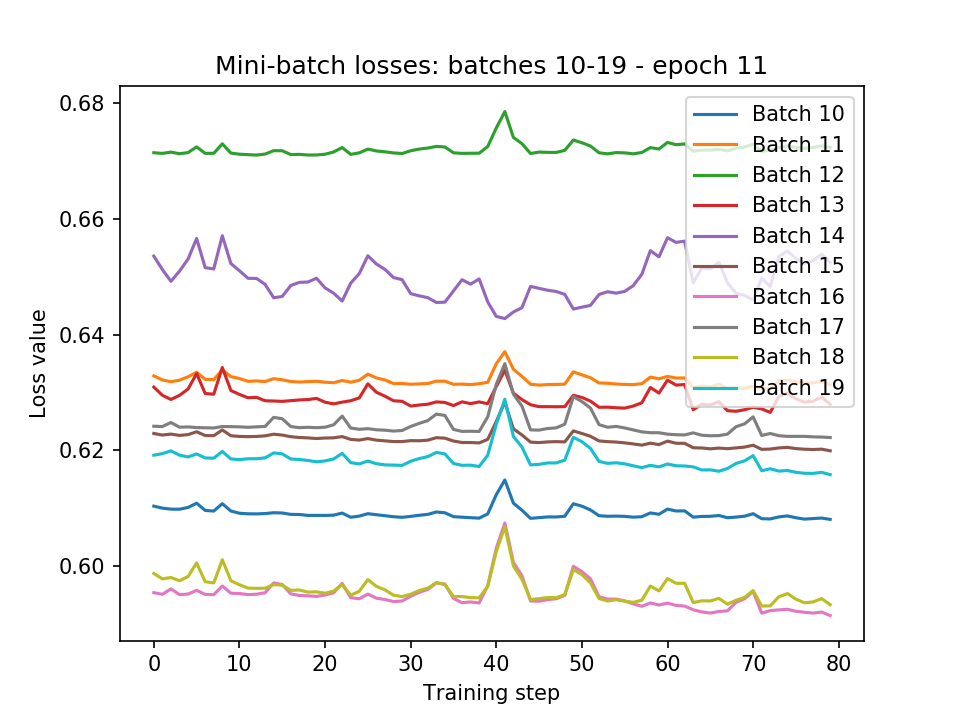 Mini-batch losses: batches 10-19 - epoch 11
0.68
0.66
0.64
0.62
0.60
Loss value
Batch 10
Batch 11
Batch 12
Batch 13
Batch 14
Batch 15
Batch 16
Batch 17
Batch 18
Batch 19
0 10 20 30 40 50 60 70 80
Training step